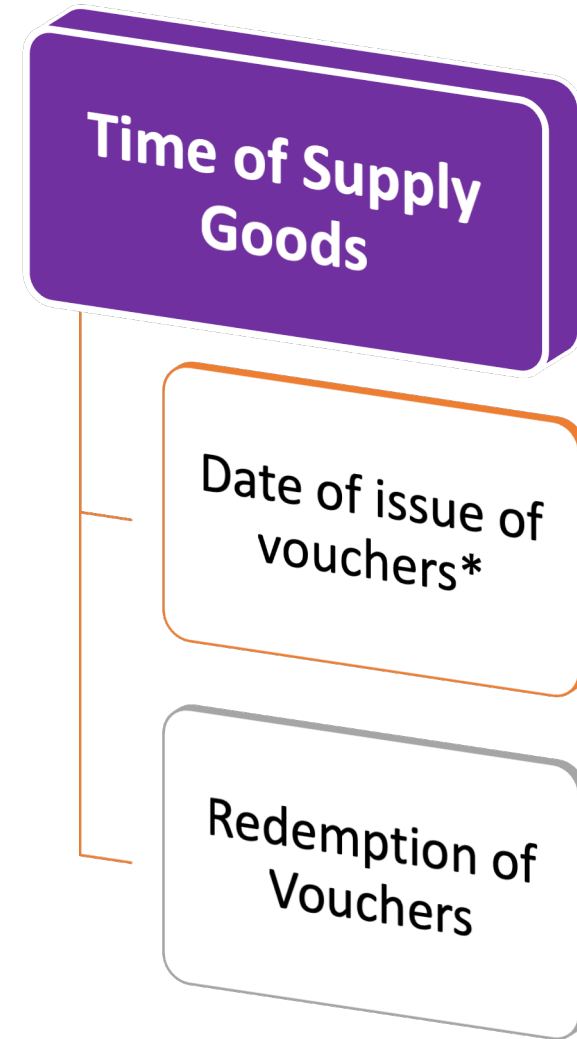 Time of Supply
Goods
Date of issue of
vouchers*
Redemption of
Vouchers